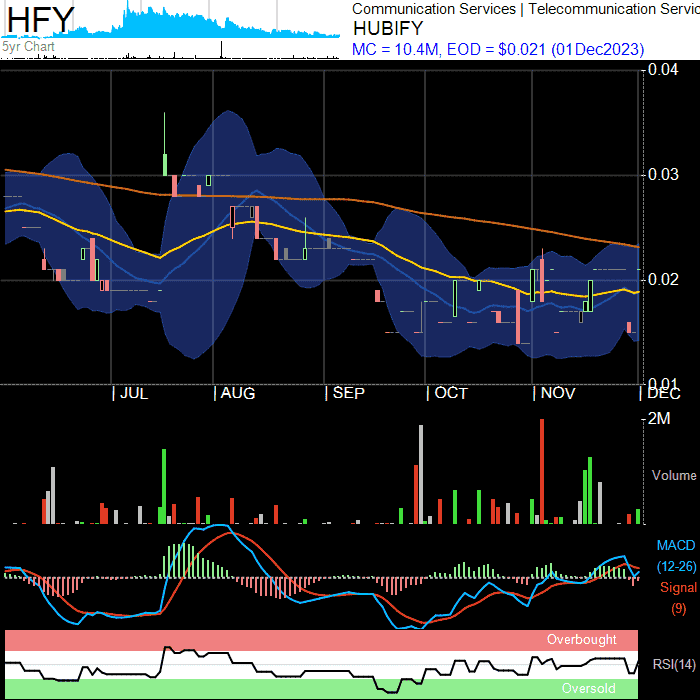 HFY
5yr Chart
Communication Services | Telecommunication Servic
HUBIFY
MC = 10.4M, EOD = $0.021 (01Dec2023)
0.04
0.03
0.02
0.01
JUL
AUG
SEP
OCT
NOV
DEC
2M
Volume
MACD
(12-26)
Signal
(9)
Overbought
RSI(14)
Oversold